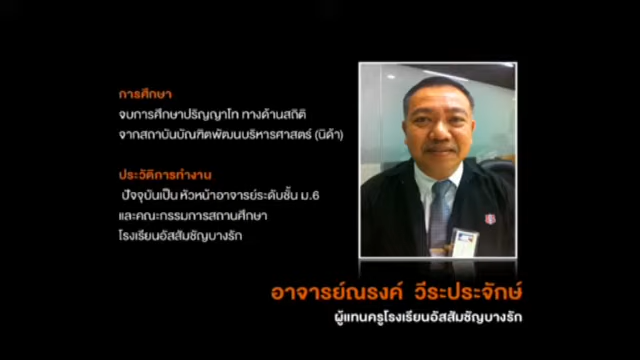 การศึกษา
จบการศึกษาปริญญาโท ทางด้านสถิติ
จากสถาบันบัณฑิตพัฒนบริหารศาสตร์ (นิด้า)
ประวัติการทำงาน
ปัจจุบันเป็น หัวหน้าอาจารย์ระดับชั้น ม.6
และคณะกรรมการสถานศึกษา
โรงเรียนอัสสัมชัญบางรัก
อาจารย์ณรงค์ วีระประจักษ์
ผู้แทนครูโรงเรียนอัสสัมชัญบางรัก